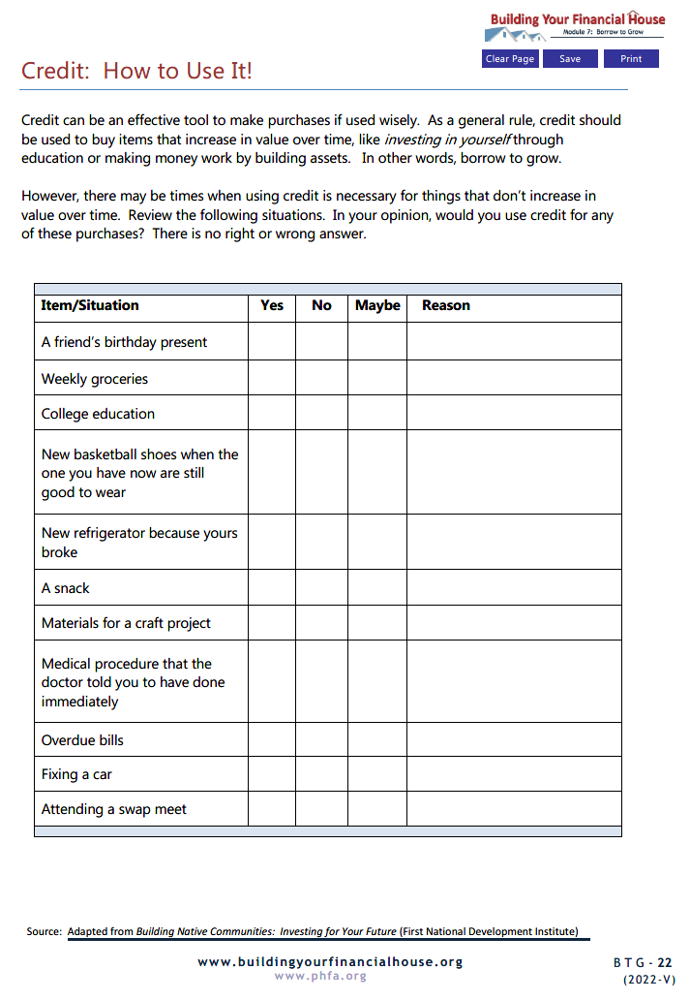 Building Your Financial House
Module 7: Borrow to Grow
Clear Page Save Print
Credit: How to Use It!
Credit can be an effective tool to make purchases if used wisely. As a general rule, credit should
be used to buy items that increase in value over time, like investing in yourself through
education or making money work by building assets. In other words, borrow to grow.
However, there may be times when using credit is necessary for things that don't increase in
value over time. Review the following situations. In your opinion, would you use credit for any
of these purchases? There is no right or wrong answer.
Item/Situation Yes No Maybe Reason
A friend's birthday present
Weekly groceries
College education
New basketball shoes when the
one you have now are still
good to wear
New refrigerator because yours
broke
A snack
Materials for a craft project
Medical procedure that the
doctor told you to have done
immediately
Overdue bills
Fixing a car
Attending a swap meet
Source: Adapted from Building Native Communities: Investing for Your Future (First National Development Institute)
www.buildingyourfinancialhouse.org
www.phfa.org
BTG - 22
(2022-V)